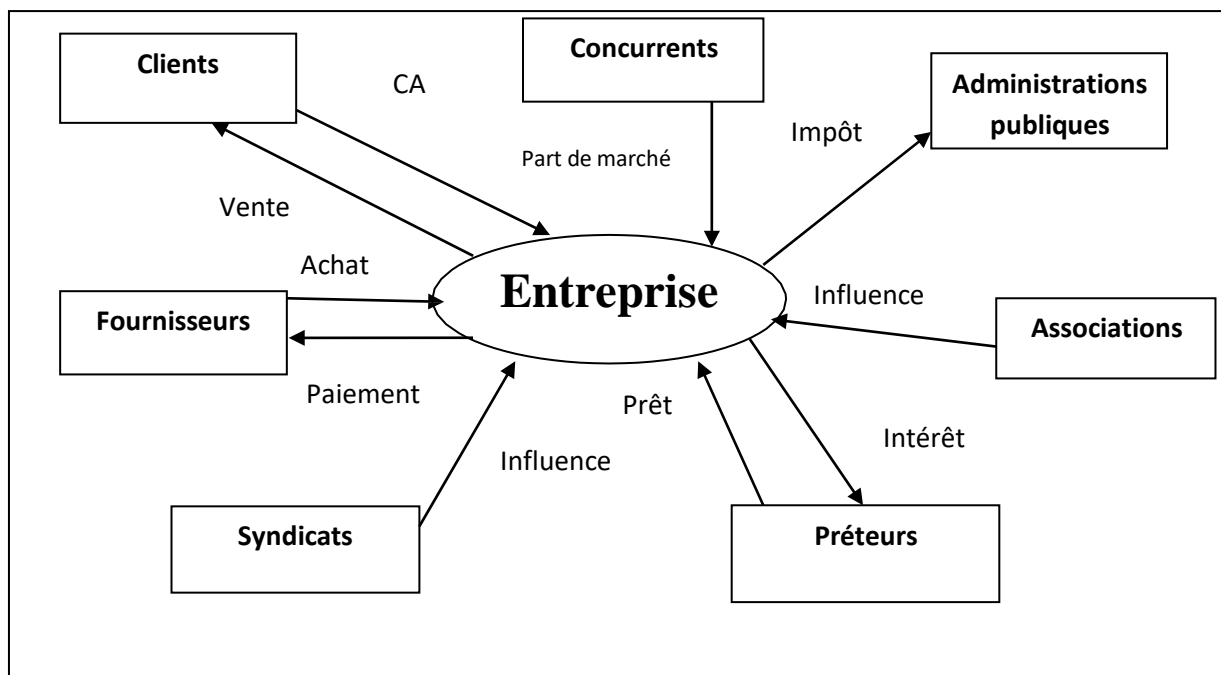 Clients
CA
Concurrents
Administrations
publiques
Impôt
Part de marché
Vente
Achat
Entreprise
Influence
Fournisseurs
Associations
Paiement
Prêt
Intérêt
Influence
Syndicats
Préteurs